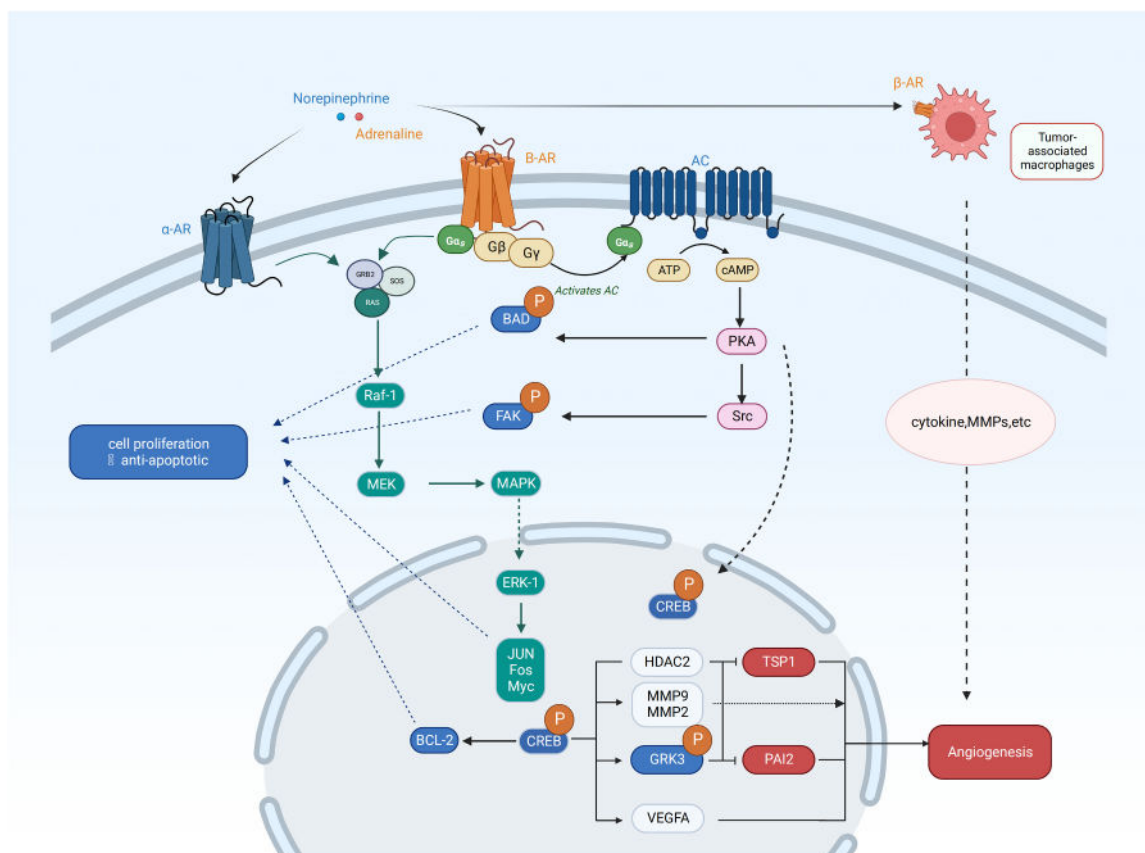 Norepinephrine
Adrenaline
β-AR
Tumor-
associated
macrophages
B-AR
AC
α-AR
Gβ
Gγ
ATP
cAMP
GRB2
SOS
RAS
Activates AC
P
BAD
PKA
Raf-1
P
FAK
Src
cytokine,MMPs,etc
cell proliferation
anti-apoptotic
MEK
MAPK
ERK-1
P
CREB
JUN
Fos
Myc
HDAC2
TSP1
MMP9
MMP2
P
BCL-2
CREB
P
GRK3
PAI2
Angiogenesis
VEGFA